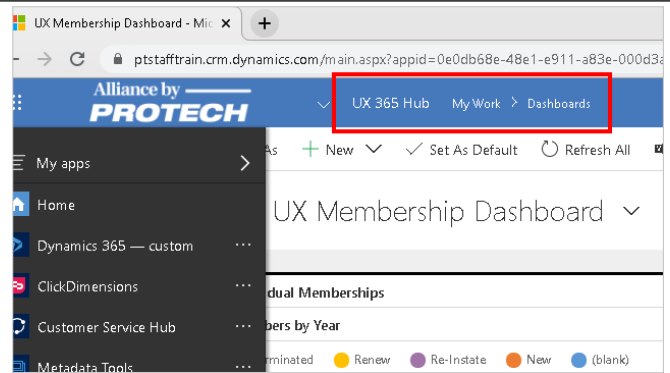 UX Membership Dashboard - Mic
ptstafftrain.crm.dynamics.com/main.aspx?appid=0e0db68e-48e1-e911-a83e-000d3a
Alliance by
PROTECH
UX 365 Hub My Work > Dashboards
As + New Set As Default Refresh All
My apps
Home
UX Membership Dashboard
Dynamics 365 — custom ...
ClickDimensions ...
dual Memberships
Customer Service Hub ...
bers by Year
rminated Renew Re-Instate New (blank)
Metadata Tools ...